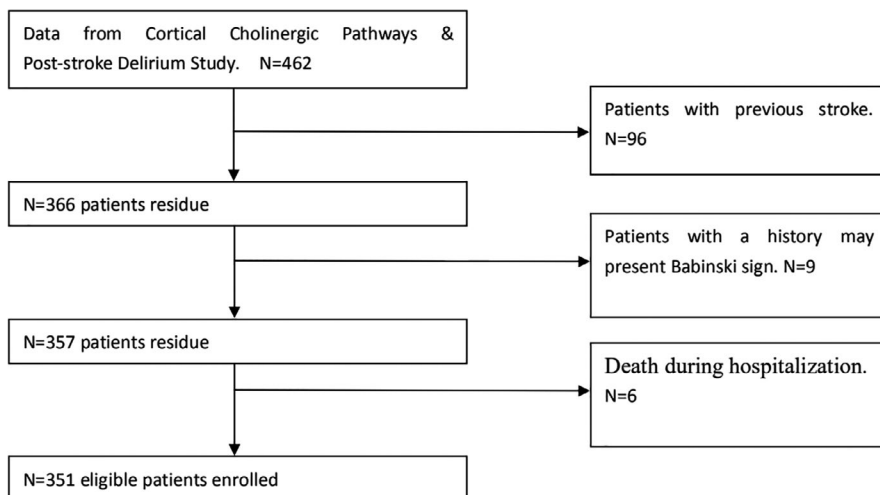 Data from Cortical Cholinergic Pathways &
Post-stroke Delirium Study. N=462
Patients with previous stroke.
N=96
N=366 patients residue
Patients with a history may
present Babinski sign. N=9
N=357 patients residue
Death during hospitalization.
N=6
N=351 eligible patients enrolled